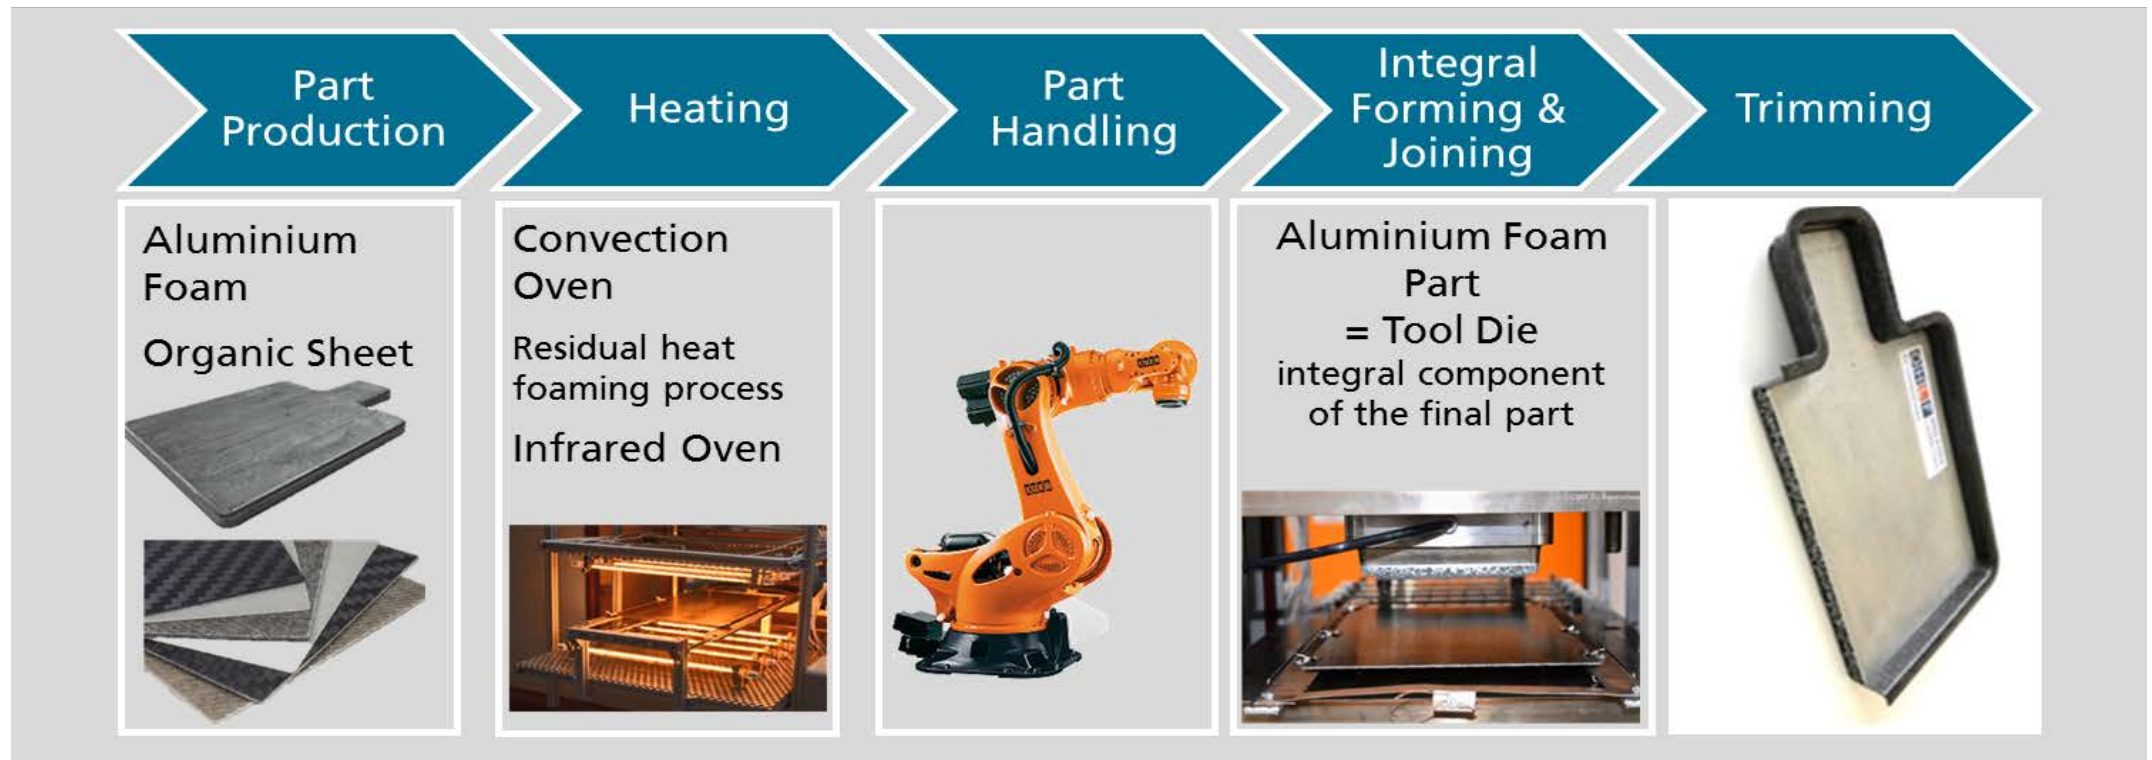 Part
Production
Heating
Part
Handling
Integral
Forming &
Joining
Trimming
Aluminium
Foam
Organic Sheet
Convection
Oven
Residual heat
foaming process
Infrared Oven
Aluminium Foam
Part
= Tool Die
integral component
of the final part